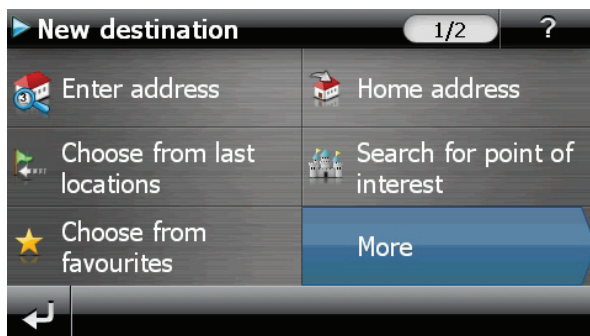 New destination
1/2
?
Enter address
Home address
Choose from last
locations
Search for point of
interest
Choose from
favourites
More